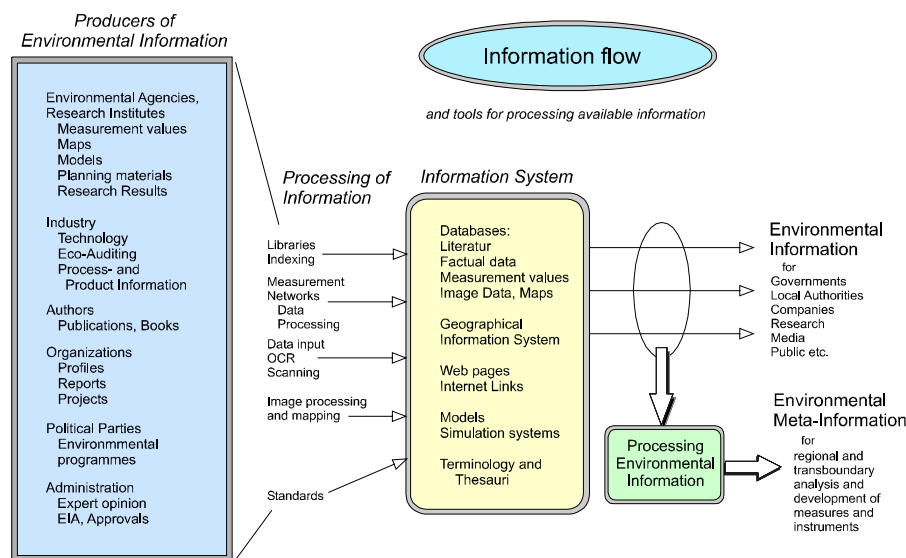 Producers of
Environmental Information
Information flow
and tools for processing available information
Environmental Agencies,
Research Institutes
Measurement values
Maps
Models
Planning materials
Research Results
Industry
Technology
Eco-Auditing
Process- and
Product Information
Authors
Publications, Books
Organizations
Profiles
Reports
Projects
Political Parties
Environmmental
programmes
Administration
Expert opinion
EIA, Approvals
Processing of
Information
Libraries
Indexing
Measurement
Networks
Data
Processing
Data input
OCR
Scanning
Image processing
and mapping
Standards
Information System
Databases:
Literatur
Factual data
Measurement values
Image Data, Maps
Geographical
Information System
Web pages
Internet Links
Models
Simulation systems
Terminology and
Thesauri
Environmental
Information
for
Governments
Local Authorities
Companies
Research
Media
Public etc.
Processing
Environmental
Information
Environmental
Meta-Information
for
regional and
transboundary
analysis and
development of
measures and
instruments